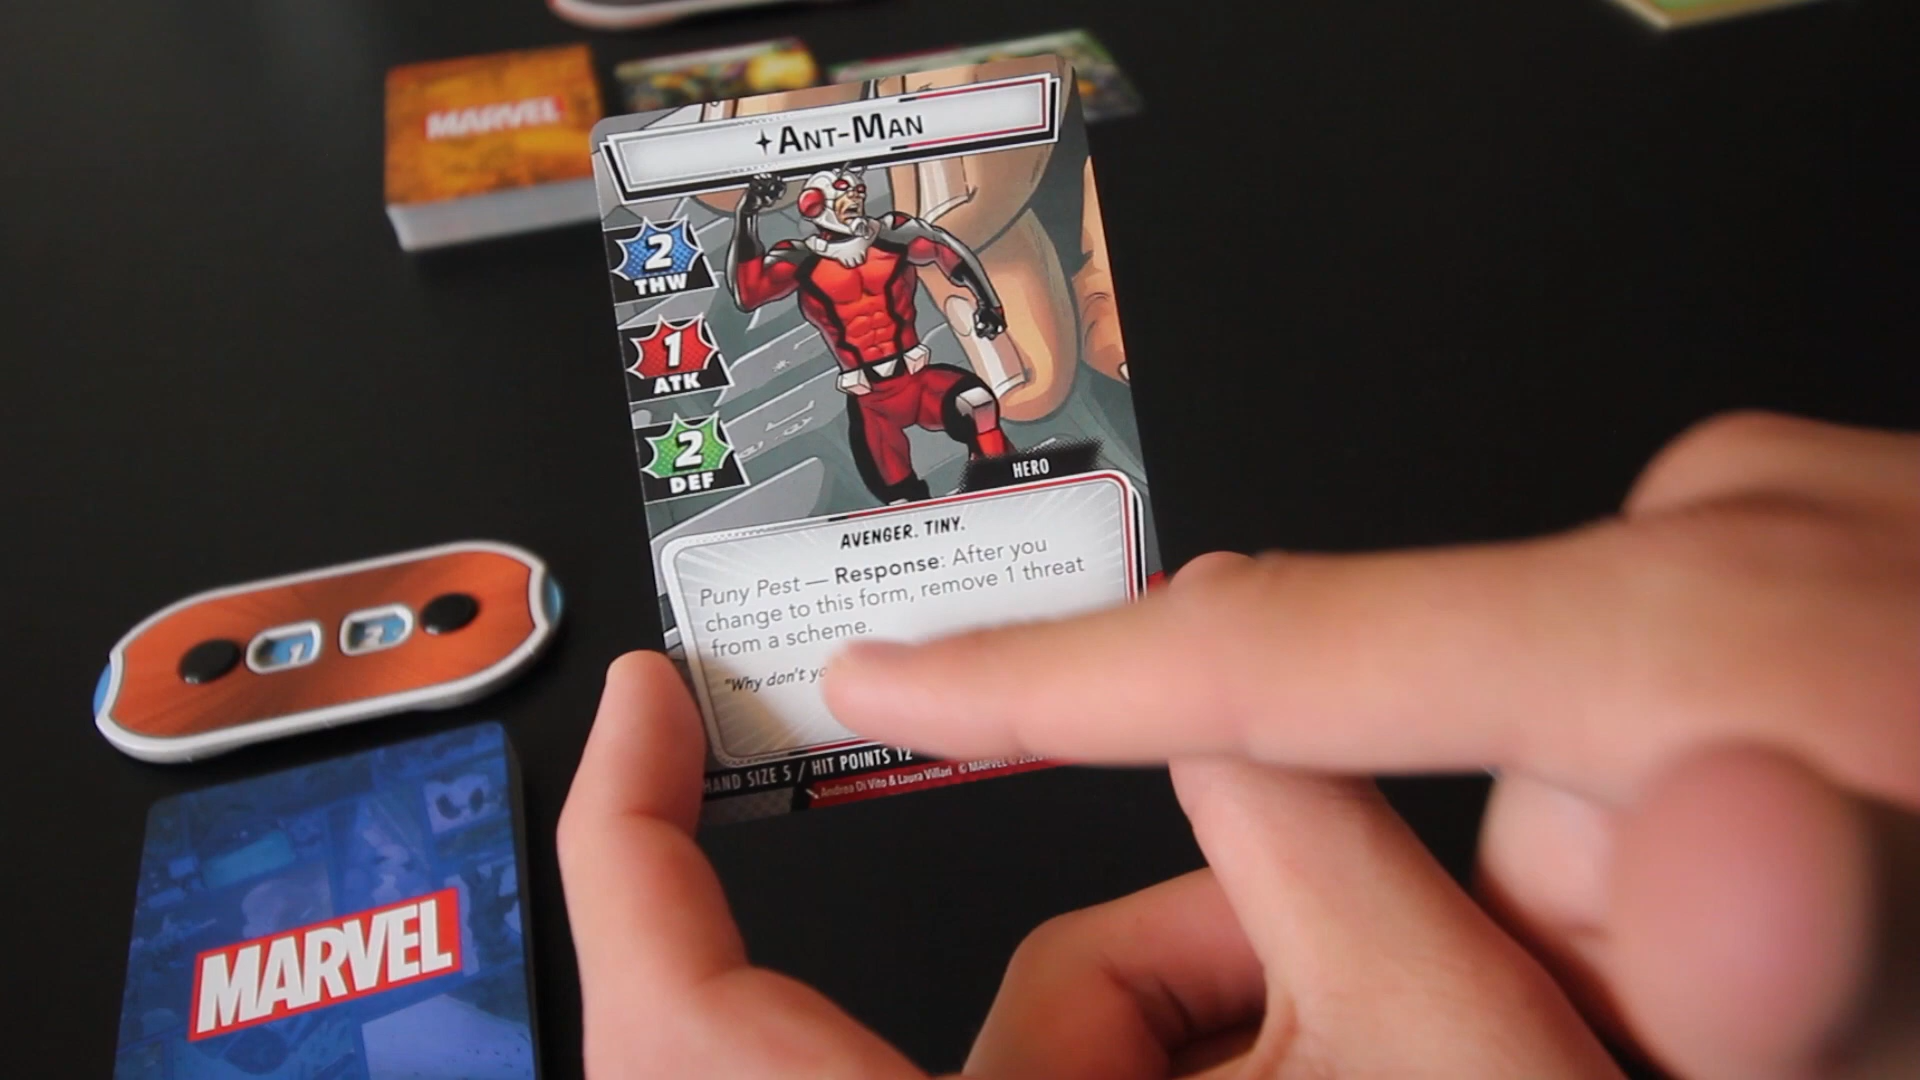 MARVEL
ANT-MAN
2
THW
1
ATK
2
DEF
HERO
AVENGER. TINY.
Puny Pest — Response: After you
change to this form, remove 1 threat
from a scheme.
"Why don't
HAND SIZE 5 / HIT POINTS 12
Andrea Di Vito & Laura Villari © MARVEL
1 2
MARVEL